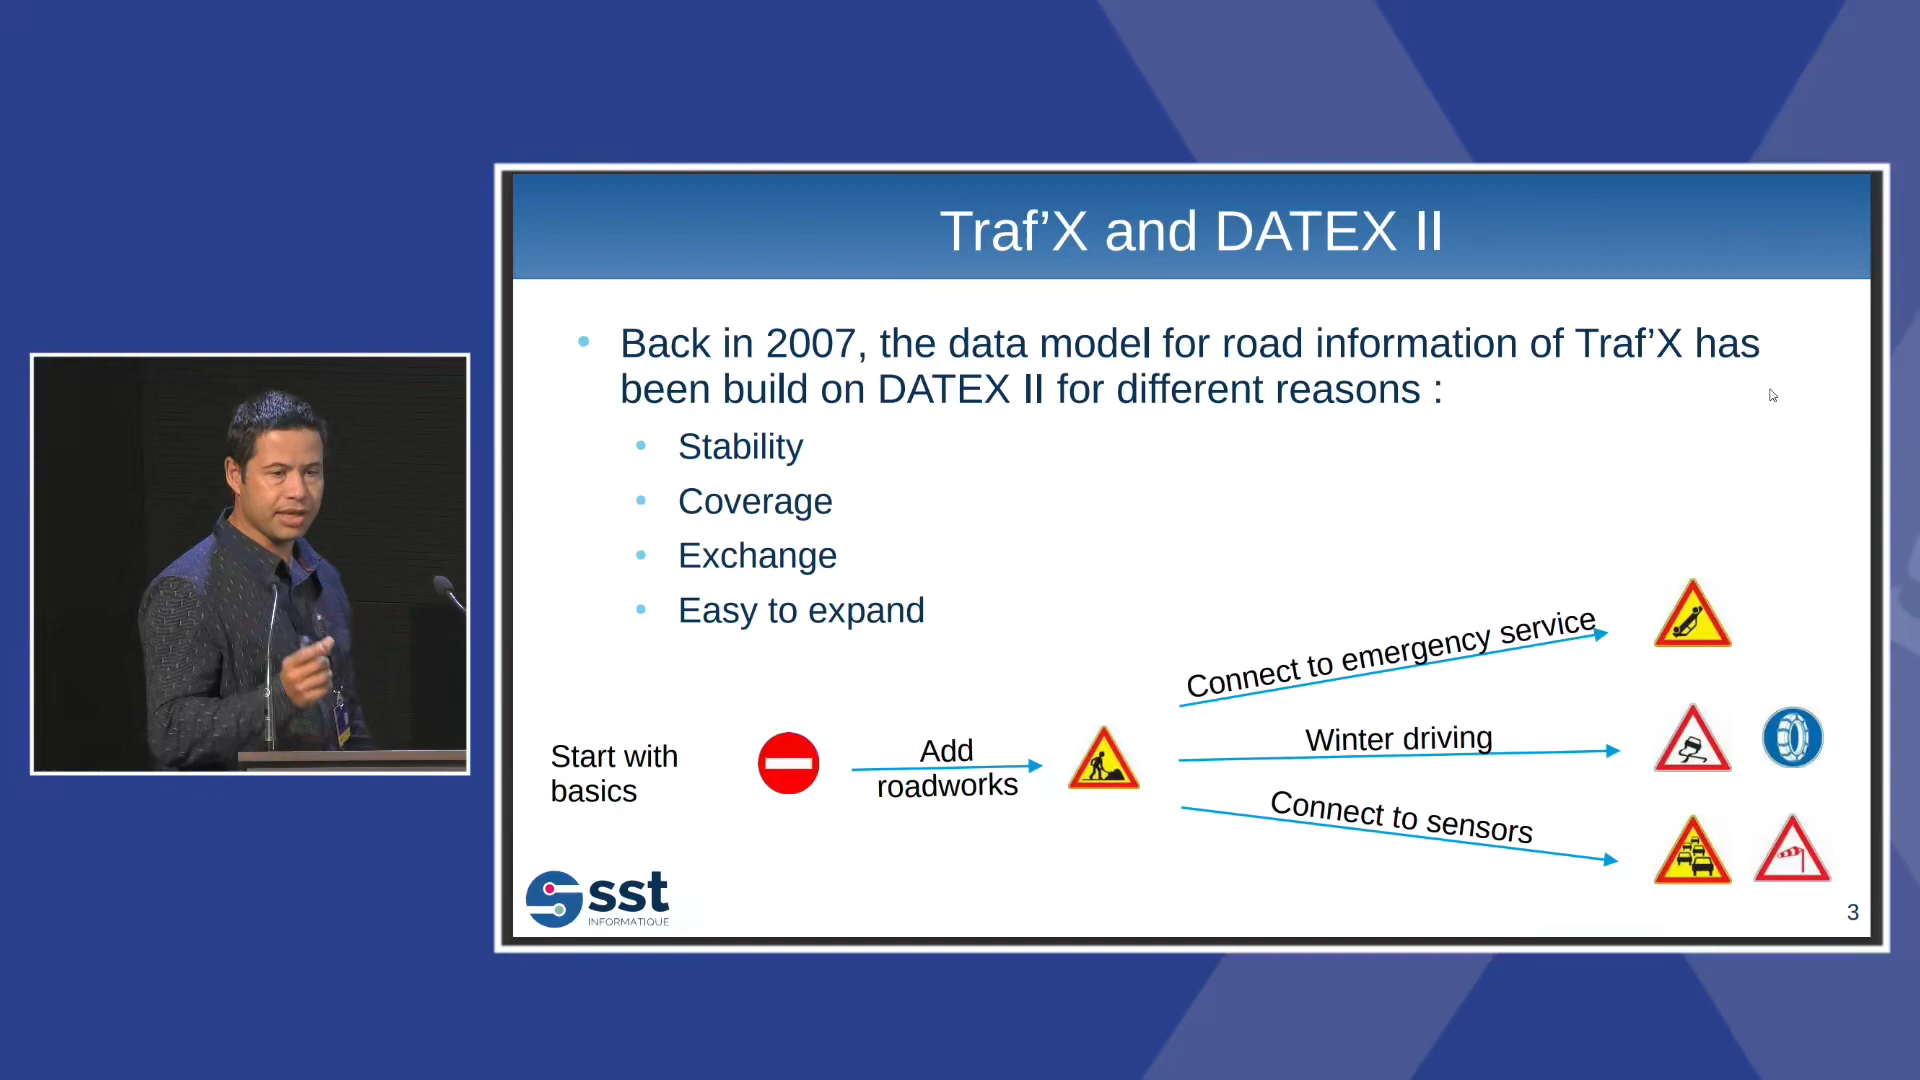 Traf’X and DATEX II
• Back in 2007, the data model for road information of Traf’X has
been build on DATEX II for different reasons :
• Stability
• Coverage
• Exchange
• Easy to expand
Connect to emergency service
Winter driving
Connect to sensors
Add
roadworks
Start with
basics
sst
INFORMATIQUE
3